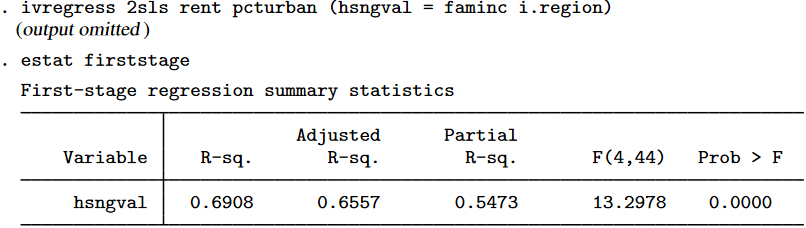 . ivregress 2sls rent pcturban (hsngval = faminc i.region)
(output omitted)
. estat firststage
First-stage regression summary statistics
Adjusted Partial
Variable R-sq. R-sq. R-sq. F(4,44) Prob > F
hsngval 0.6908 0.6557 0.5473 13.2978 0.0000